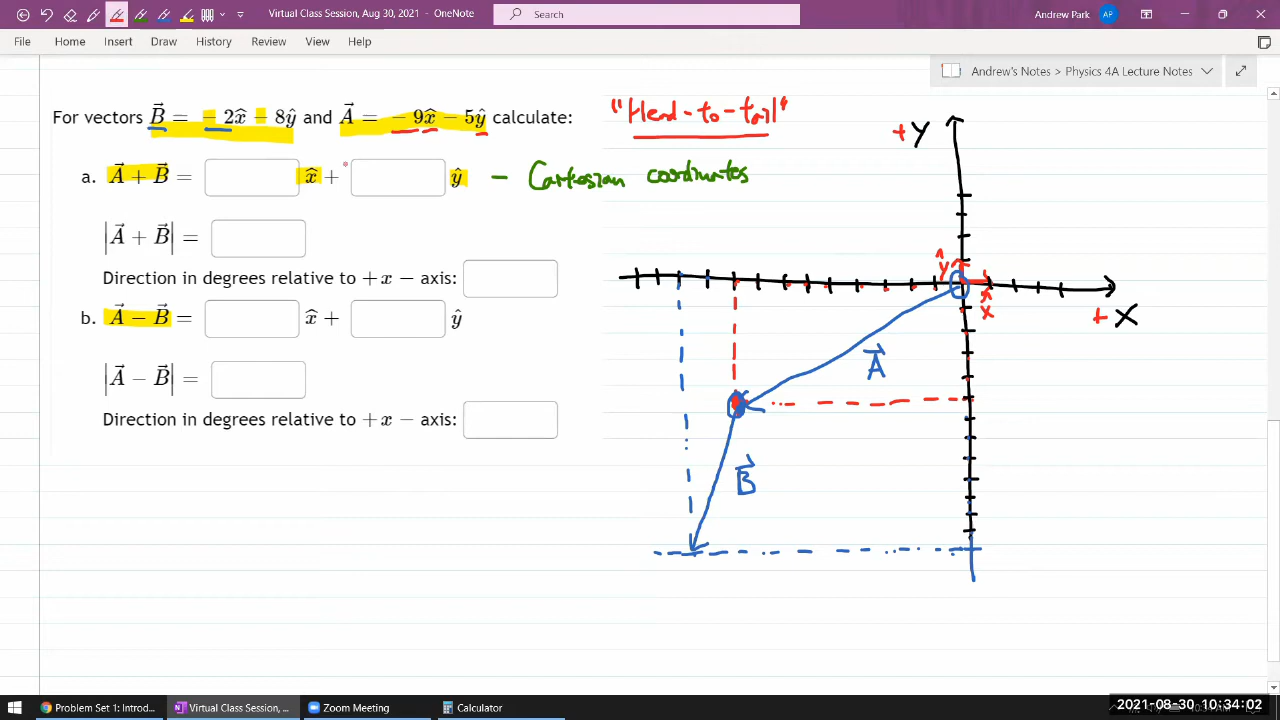 Virtual Class Session, Aug 30, 2021 - OneNote
Search
Andrew Park
AP
File Home Insert Draw History Review View Help
Andrew's Notes > Physics 4A Lecture Notes
For vectors B⃗ = − 2x̂ − 8ŷ and A⃗ = − 9x̂ − 5ŷ calculate:
"Head-to-tail"
+y
a. A⃗ + B⃗ = x̂ + ŷ - Cartesian coordinates
|A⃗ + B⃗| =
Direction in degrees relative to + x − axis:
ŷ
x̂
+ X
b. A⃗ − B⃗ = x̂ + ŷ
A⃗
|A⃗ − B⃗| =
Direction in degrees relative to + x − axis:
B⃗
Problem Set 1: Introd...
Virtual Class Session, ...
Zoom Meeting
Calculator
2021-08-30 10:34:02